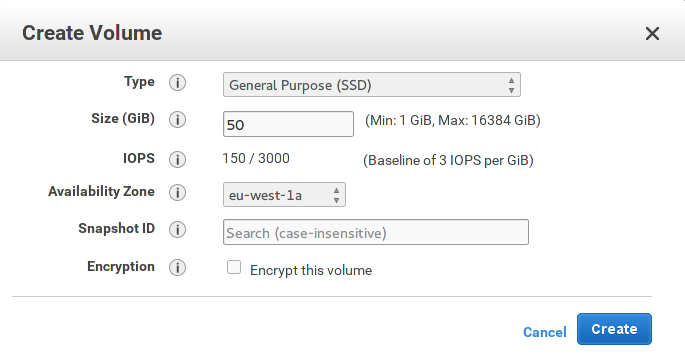 Create Volume
Type General Purpose (SSD)
Size (GiB) 50 (Min: 1 GiB, Max: 16384 GiB)
IOPS 150 / 3000 (Baseline of 3 IOPS per GiB)
Availability Zone eu-west-1a
Snapshot ID Search (case-insensitive)
Encryption Encrypt this volume
Cancel Create